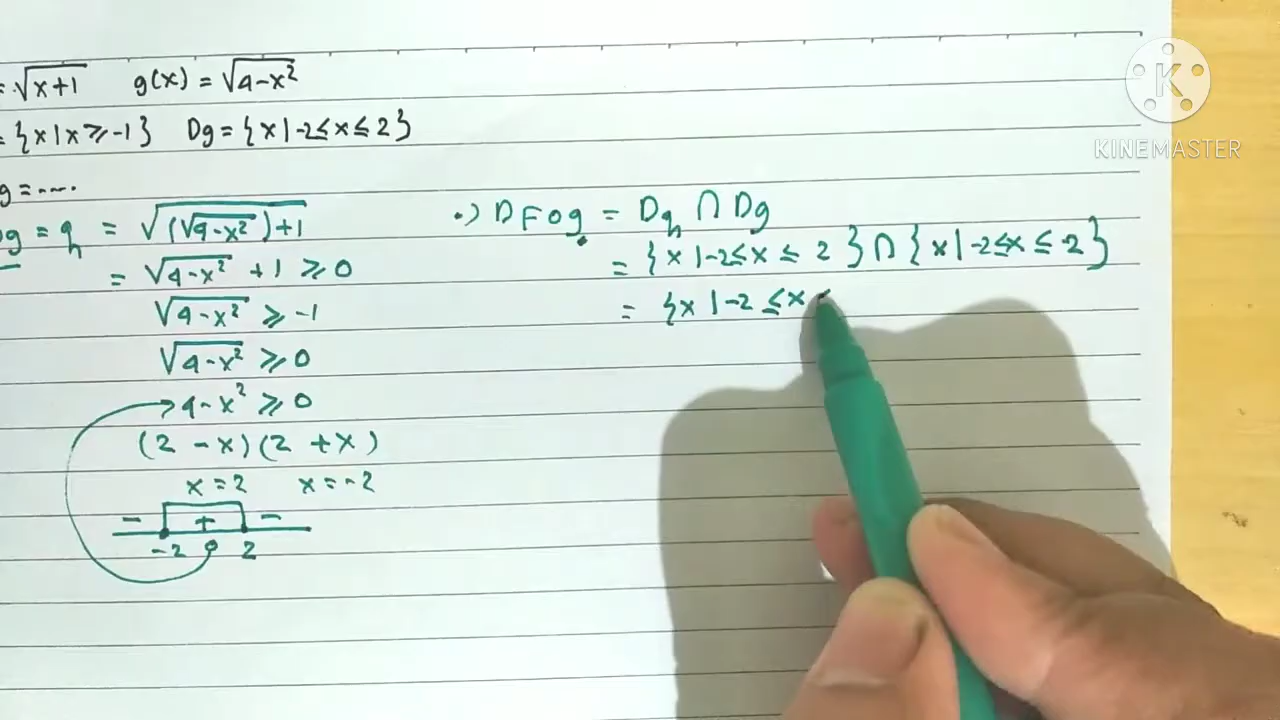 = √x+1 g(x) = √4-x²
= {x|x ≥ -1} Dg = {x|-2≤x≤2}
g = ....
og = h = √(√4-x²)+1
= √4-x² + 1 ≥ 0
√4-x² ≥ -1
√4-x² ≥ 0
4-x² ≥ 0
(2 -x)(2 +x)
x = 2 x = -2
- + -
-2 0 2
•) D Fog = Dh ∩ Dg
= {x|-2≤x ≤ 2} ∩ {x|-2≤x ≤ 2}
= {x|-2 ≤x
K
KINEMASTER